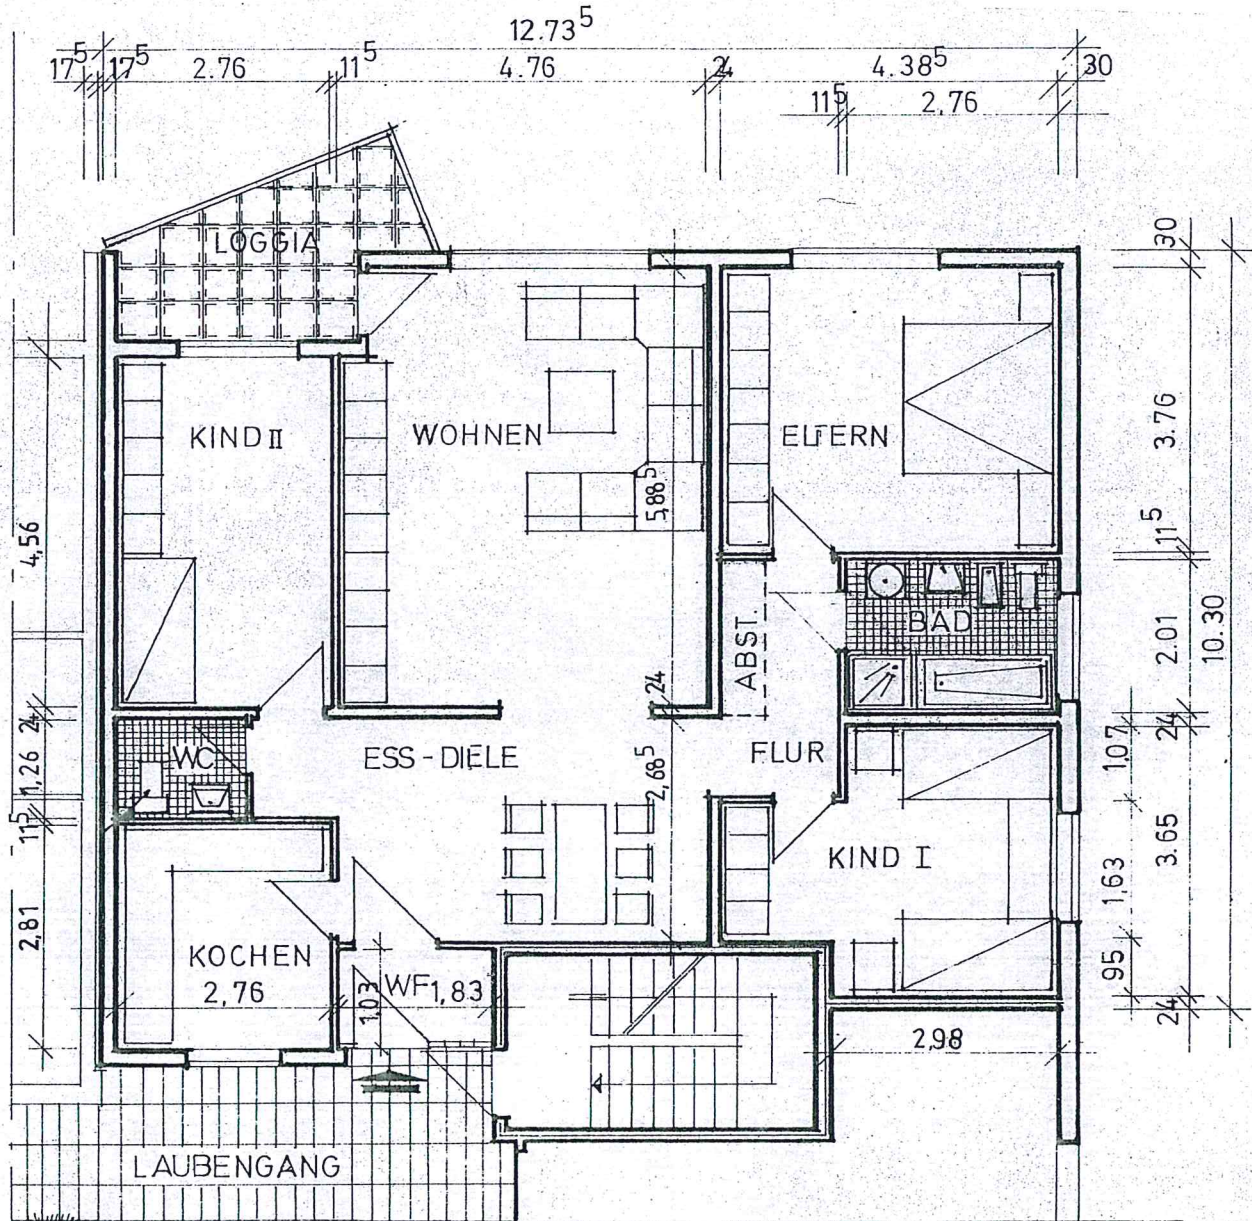 12.73⁵
17⁵ 17⁵ 2.76 11⁵ 4.76 24 4.38⁵ 30
11⁵ 2,76
LOGGIA
30
KIND II
WOHNEN
ELTERN
3.76
5,88⁵
4,56
11⁵
ABST.
BAD
2.01
10.30
24
24
24
WC
ESS-DIELE
FLUR
1,26
2,68⁵
1,07
11⁵
KIND I
3.65
1,63
2,81
KOCHEN
2,76
WF 1,83
1,03
95
24
2,98
LAUBENGANG